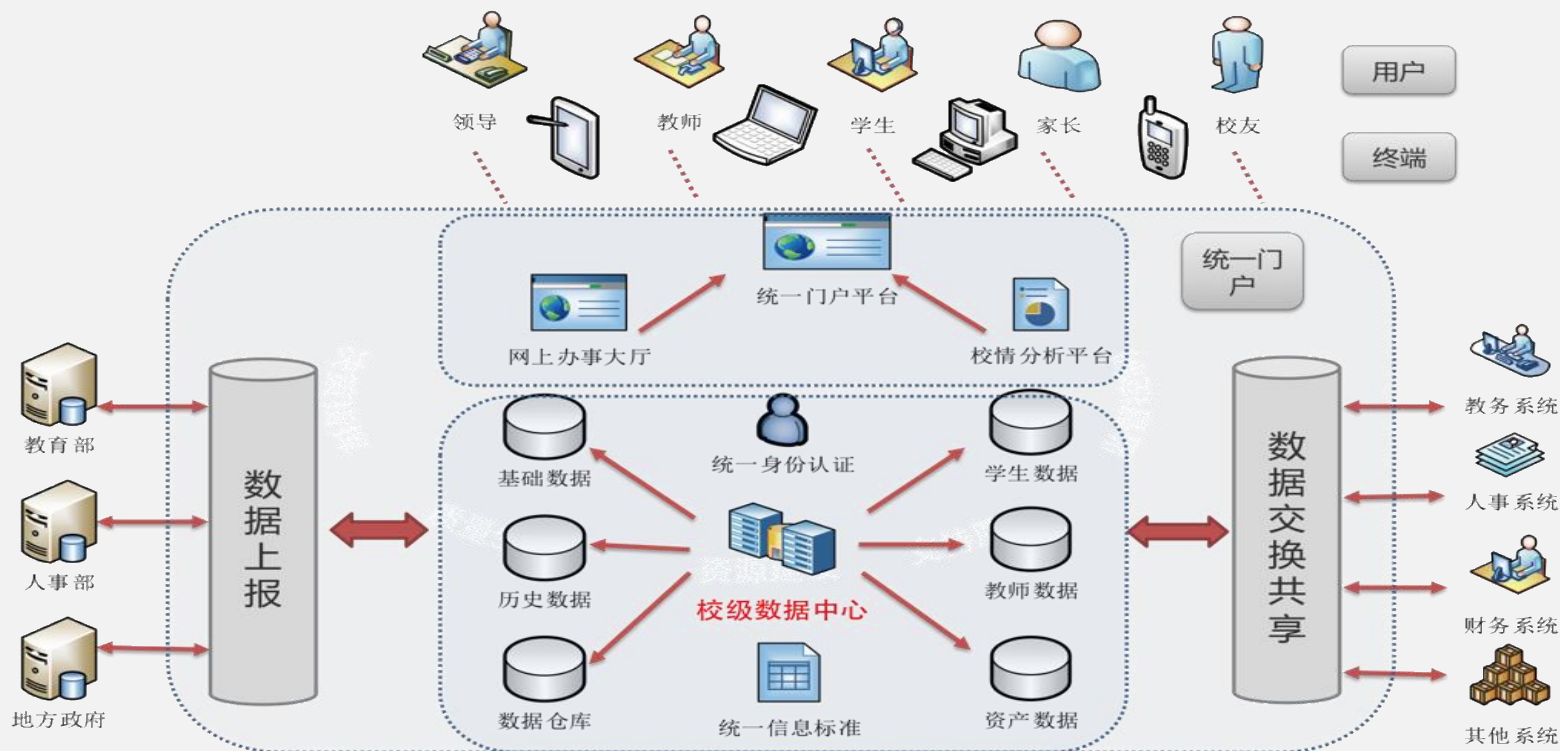 用户
领导
教师
学生
家长
校友
终端
统一门
户
统一门户平台
网上办事大厅
校情分析平台
教育部
人事部
地方政府
数
据
上
报
基础数据
历史数据
数据仓库
统一身份认证
校级数据中心
统一信息标准
学生数据
教师数据
资产数据
数
据
交
换
共
享
教务系统
人事系统
财务系统
其他系统